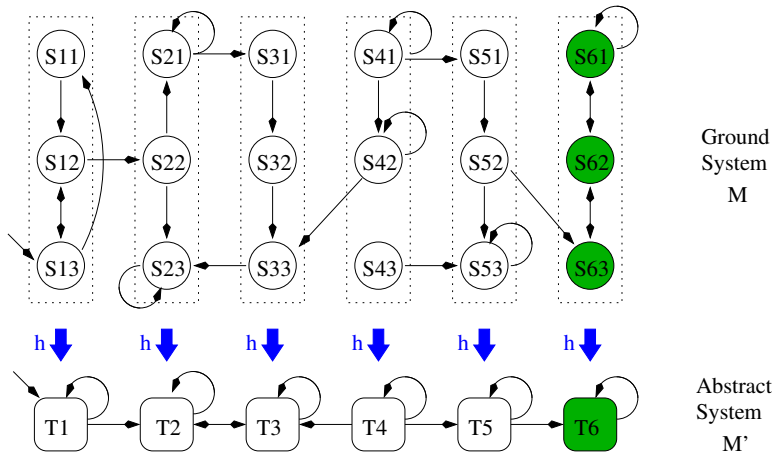 S11 S21 S31 S41 S51 S61
S12 S22 S32 S42 S52 S62
S13 S23 S33 S43 S53 S63
Ground
System
M
h h h h h h
T1 T2 T3 T4 T5 T6
Abstract
System
M'